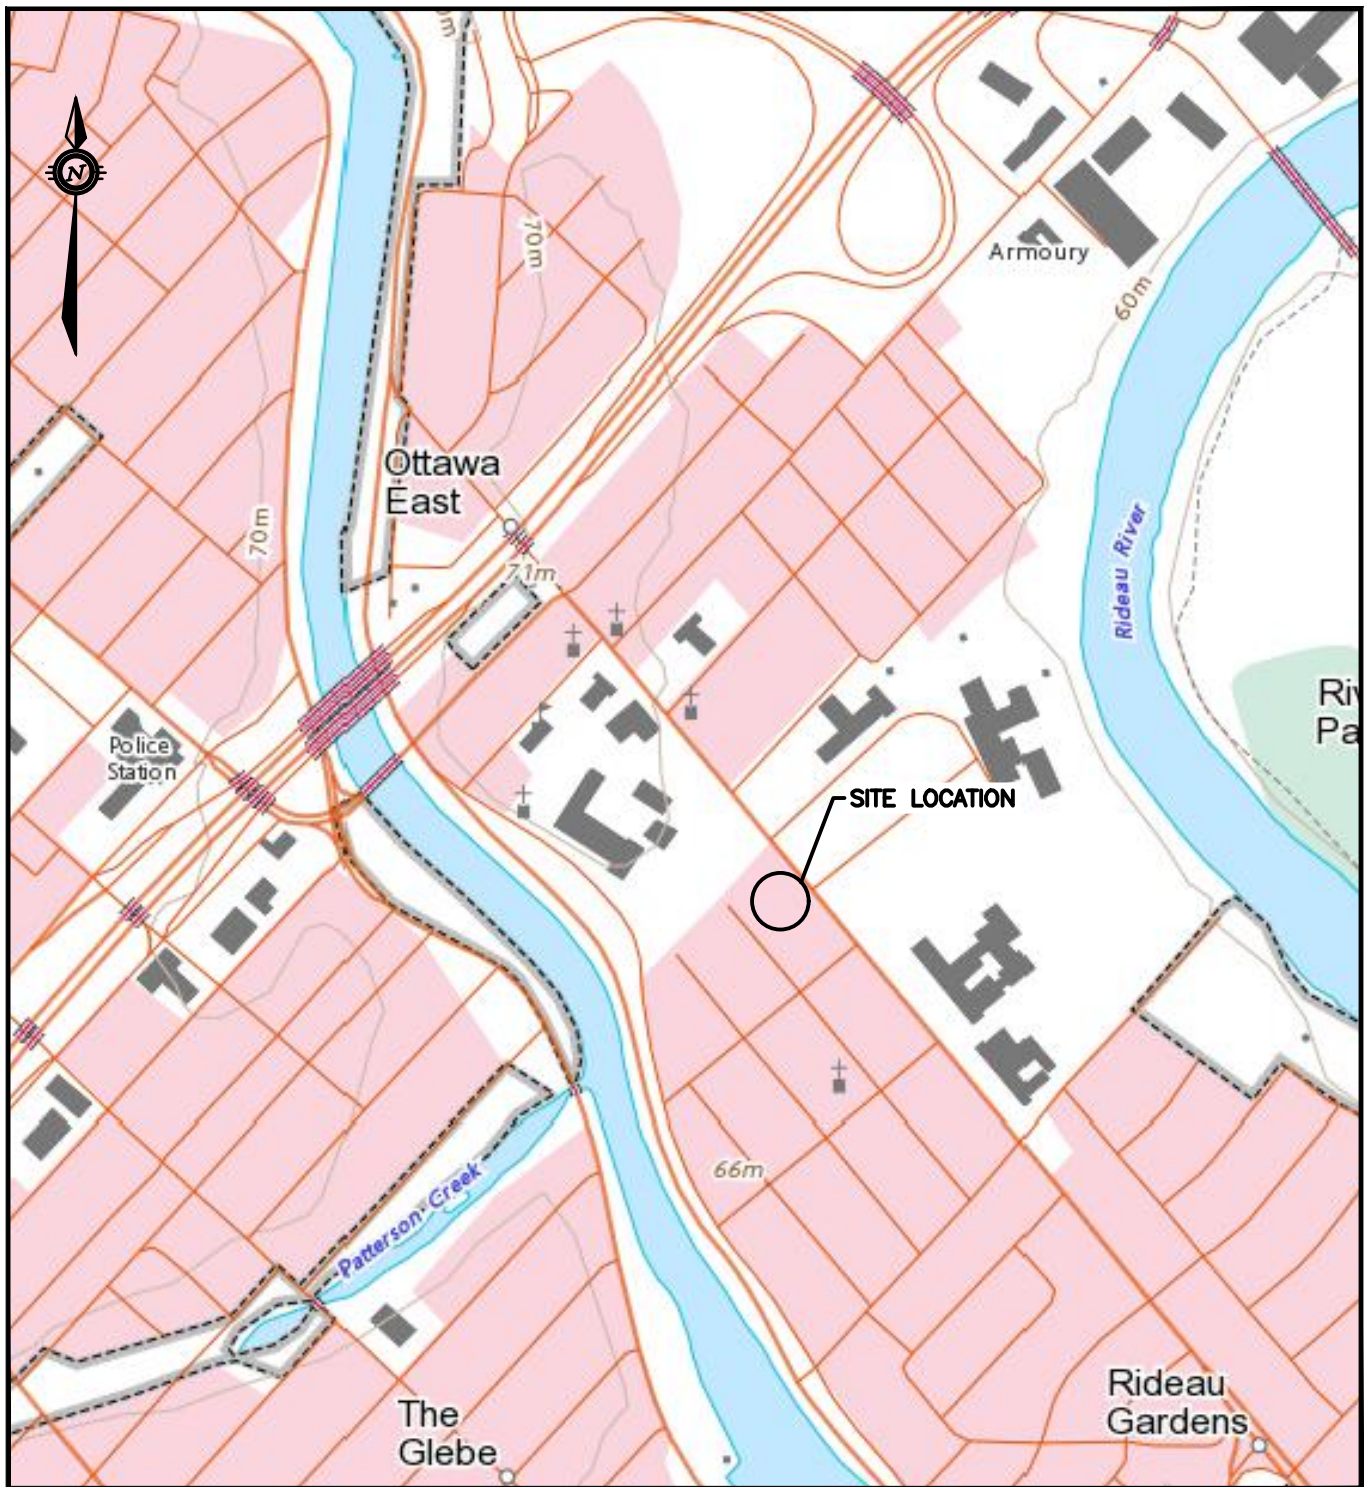 N
70m
Armoury
60m
Ottawa
East
70m
71m
Rideau River
Police
Station
SITE LOCATION
66m
Patterson Creek
Rideau
Gardens
The
Glebe